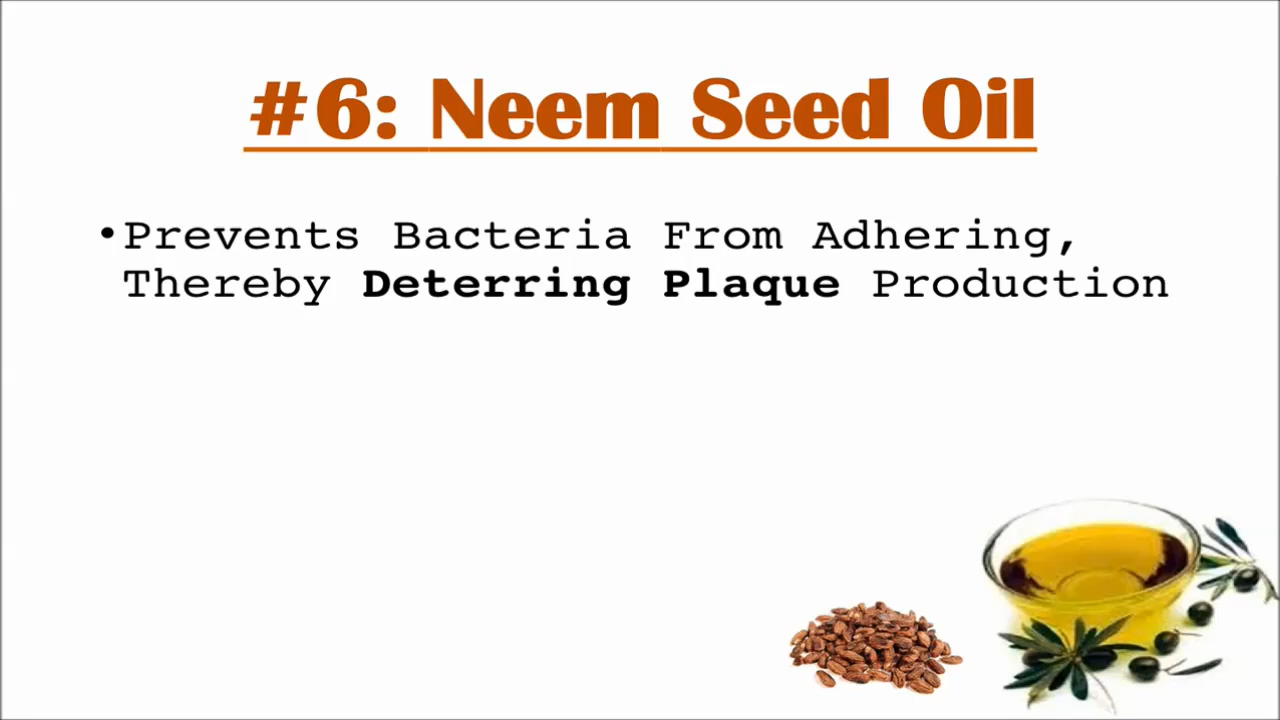 #6: Neem Seed Oil
•Prevents Bacteria From Adhering,
Thereby Deterring Plaque Production